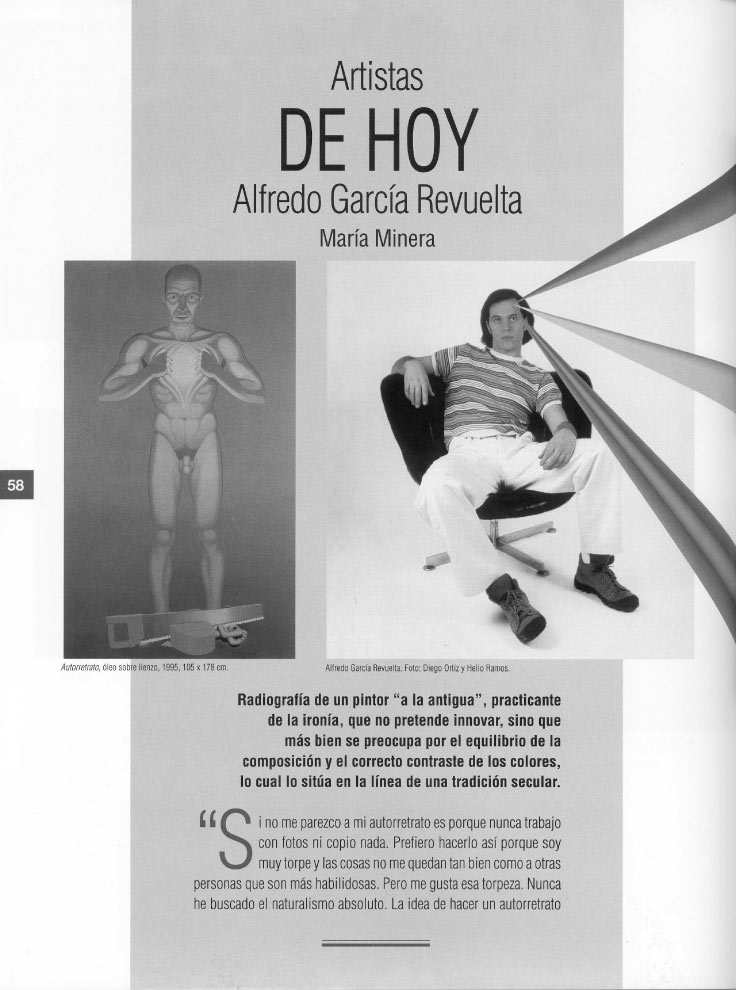 Artistas
DE HOY
Alfredo García Revuelta
María Minera
58
Autorretrato, óleo sobre lienzo, 1995, 105 x 178 cm.
Alfredo García Revuelta. Foto: Diego Ortiz y Helio Ramos.
Radiografía de un pintor “a la antigua”, practicante
de la ironía, que no pretende innovar, sino que
más bien se preocupa por el equilibrio de la
composición y el correcto contraste de los colores,
lo cual lo sitúa en la línea de una tradición secular.
“Si no me parezco a mi autorretrato es porque nunca trabajo
con fotos ni copio nada. Prefiero hacerlo así porque soy
muy torpe y las cosas no me quedan tan bien como a otras
personas que son más habilidosas. Pero me gusta esa torpeza. Nunca
he buscado el naturalismo absoluto. La idea de hacer un autorretrato